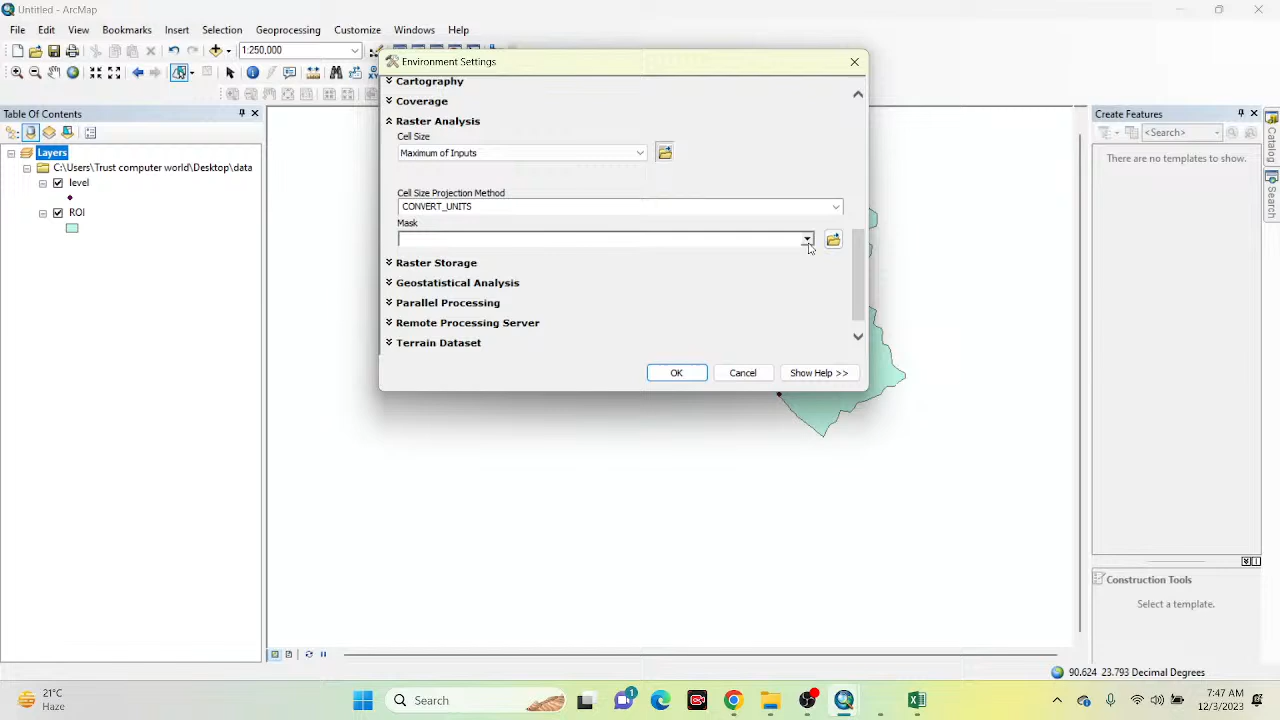 Untitled - ArcMap
File Edit View Bookmarks Insert Selection Geoprocessing Customize Windows Help
1:250,000
Environment Settings
Table Of Contents
Layers
C:\Users\Trust computer world\Desktop\data
level
ROI
Cartography
Coverage
Raster Analysis
Cell Size
Maximum of Inputs
Cell Size Projection Method
CONVERT_UNITS
Mask
Raster Storage
Geostatistical Analysis
Parallel Processing
Remote Processing Server
Terrain Dataset
OK Cancel Show Help >>
Create Features
<Search>
There are no templates to show.
Catalog
Search
Construction Tools
Select a template.
90.624 23.793 Decimal Degrees
21°C
Haze
Search
1
7:47 AM
12/3/2023